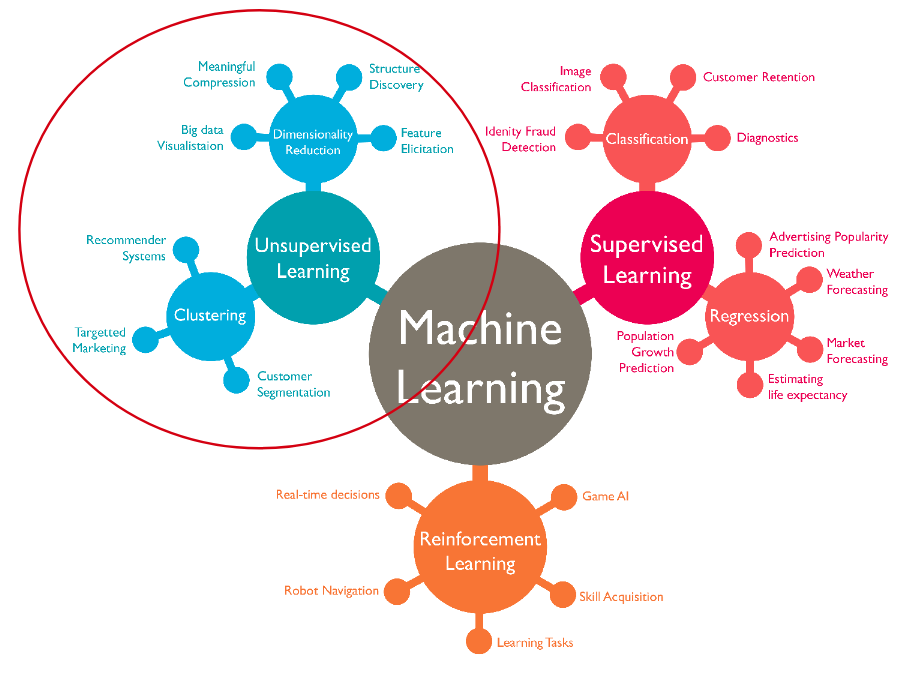 Meaningful
Compression
Structure
Discovery
Big data
Visualistaion
Dimensionality
Reduction
Feature
Elicitation
Recommender
Systems
Unsupervised
Learning
Clustering
Targetted
Marketing
Customer
Segmentation
Machine
Learning
Image
Classification
Customer Retention
Idenity Fraud
Detection
Classification
Diagnostics
Supervised
Learning
Advertising Popularity
Prediction
Weather
Forecasting
Regression
Population
Growth
Prediction
Market
Forecasting
Estimating
life expectancy
Real-time decisions
Game AI
Reinforcement
Learning
Robot Navigation
Skill Acquisition
Learning Tasks